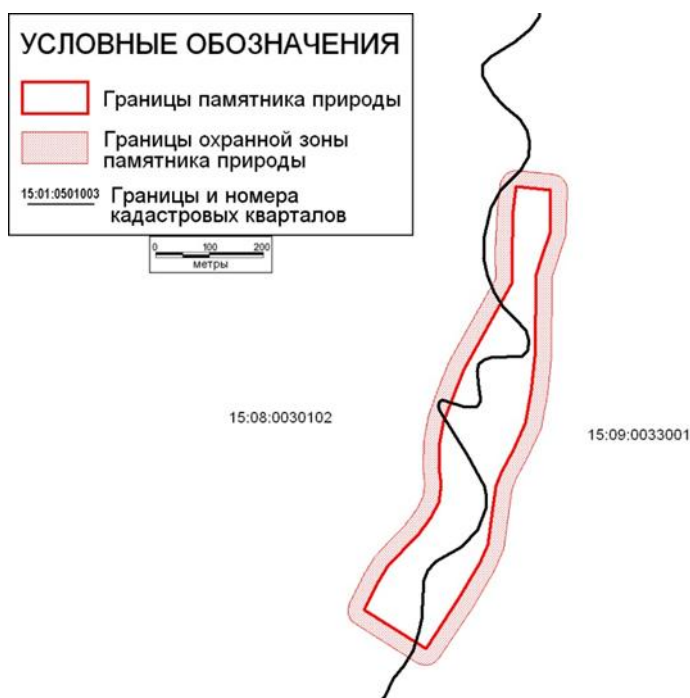 УСЛОВНЫЕ ОБОЗНАЧЕНИЯ
Границы памятника природы
Границы охранной зоны
памятника природы
15:01:0501003 Границы и номера
кадастровых кварталов
0 100 200
метры
15:08:0030102
15:09:0033001